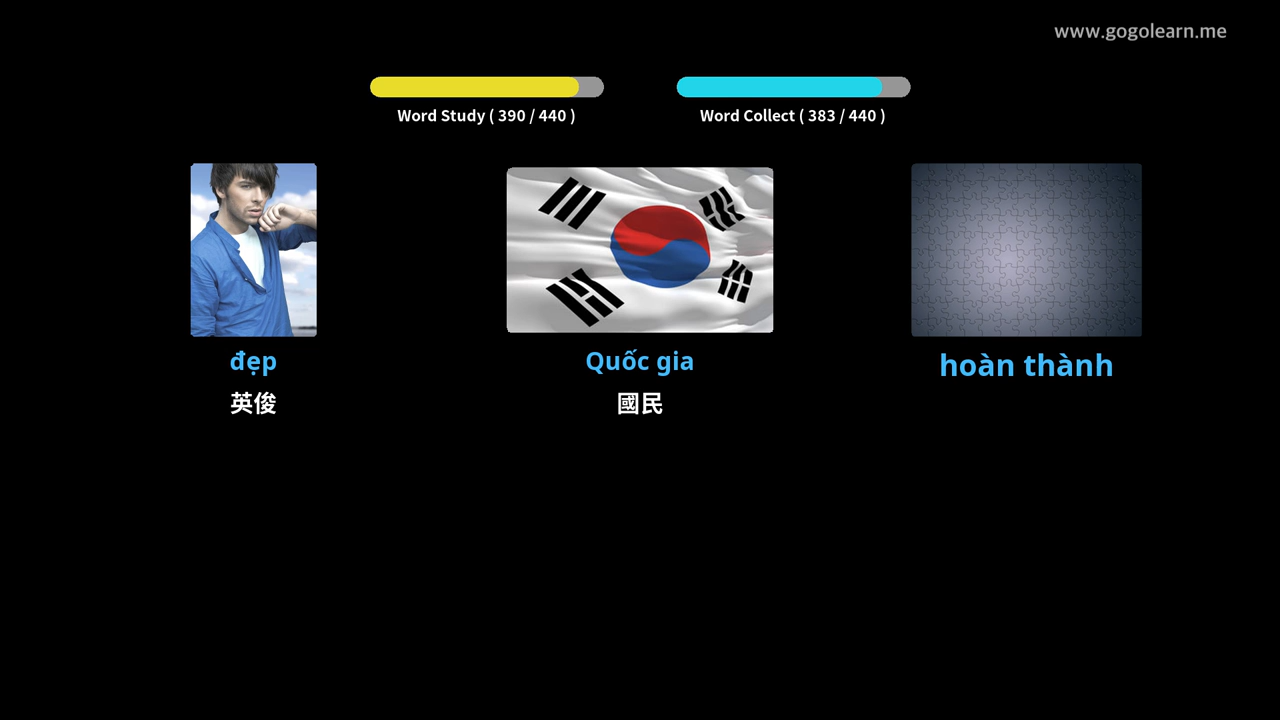 www.gogolearn.me
Word Study ( 390 / 440 )
Word Collect ( 383 / 440 )
đẹp
Quốc gia
hoàn thành
英俊
國民